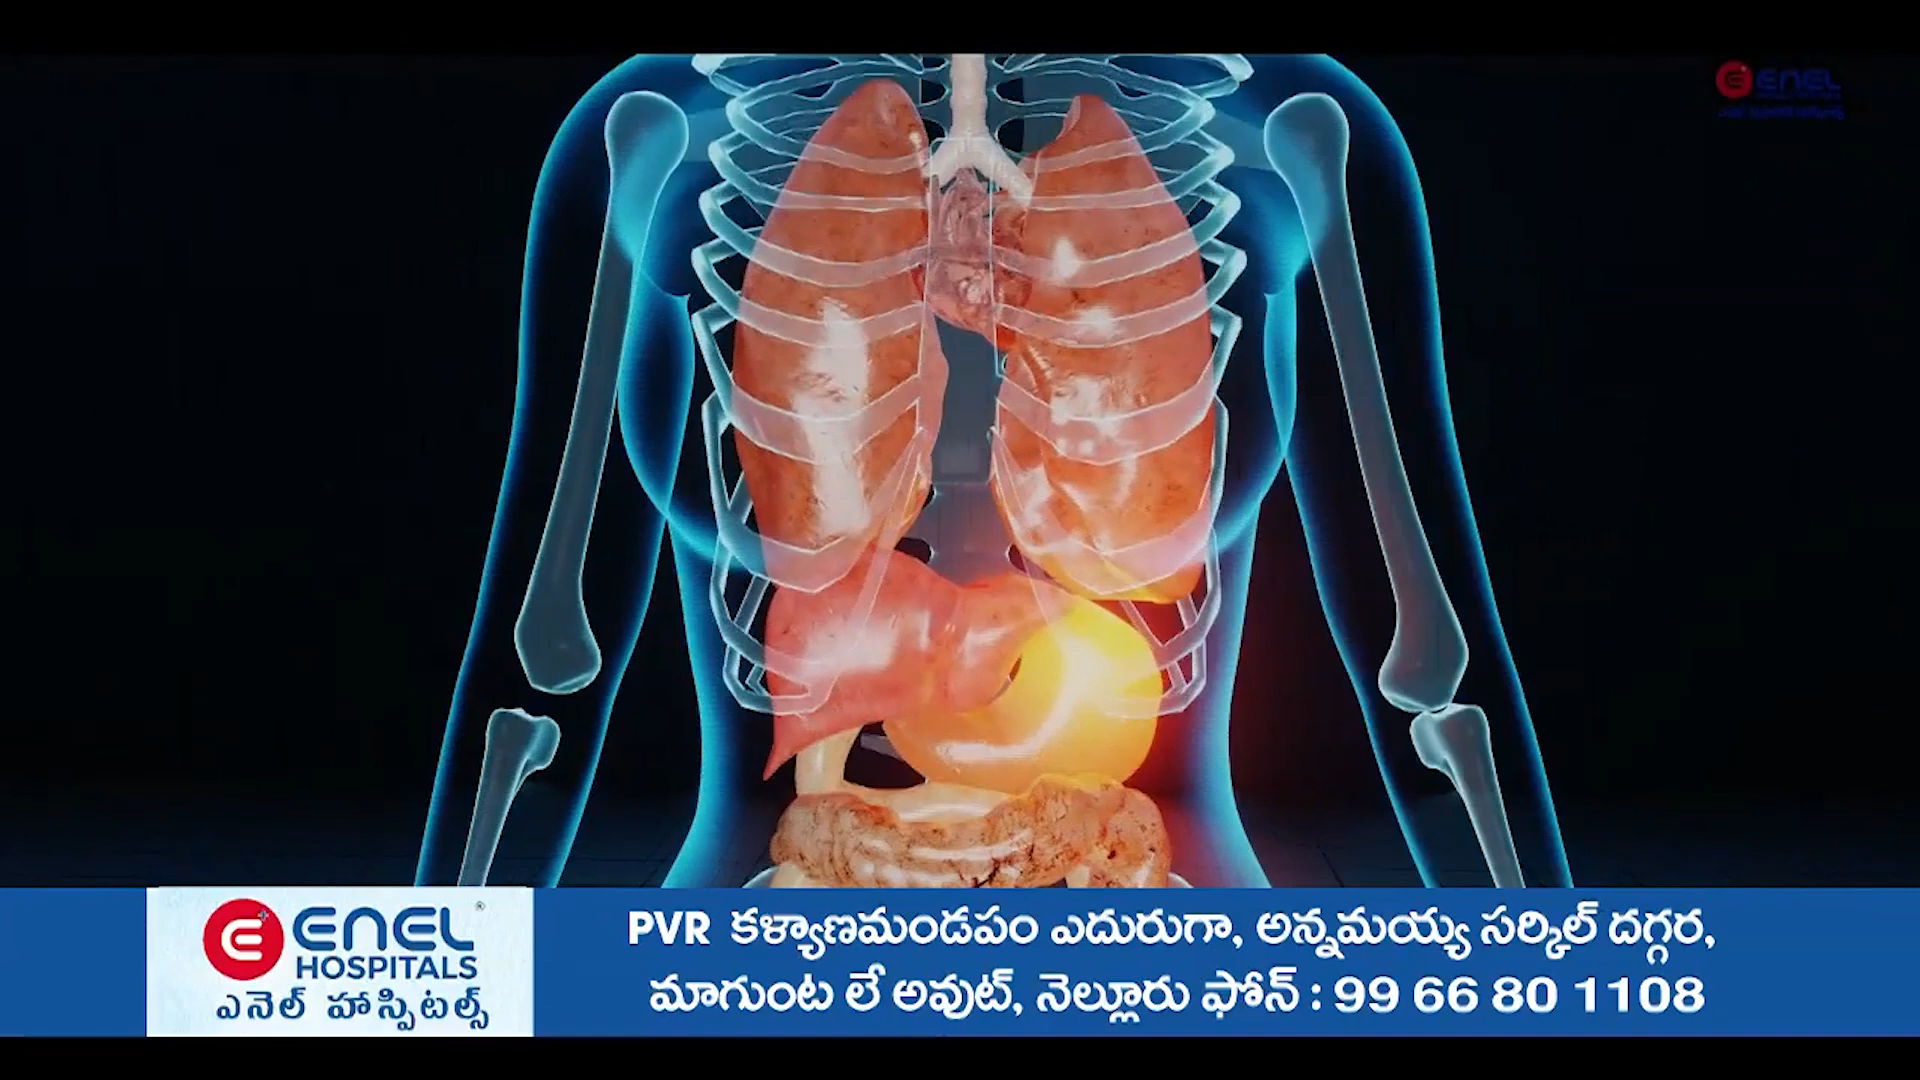 ENEL
ENEL®
HOSPITALS
ఎనెల్ హాస్పిటల్స్
PVR కళ్యాణమండపం ఎదురుగా, అన్నమయ్య సర్కిల్ దగ్గర,
మాగుంట లే అవుట్, నెల్లూరు ఫోన్ : 99 66 80 1108